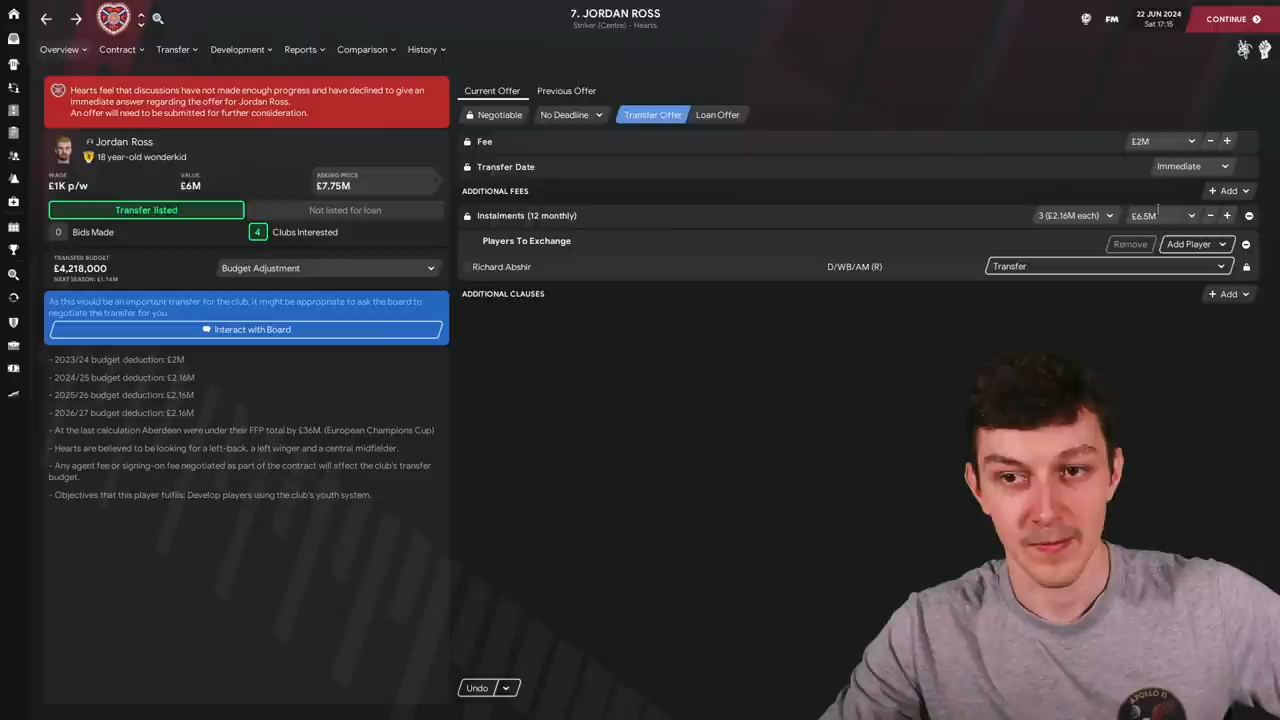 7. JORDAN ROSS
Striker (Centre) - Hearts
FM
22 JUN 2024
Sat 17:15
CONTINUE
Overview
Contract
Transfer
Development
Reports
Comparison
History
Hearts feel that discussions have not made enough progress and have declined to give an
immediate answer regarding the offer for Jordan Ross.
An offer will need to be submitted for further consideration.
Jordan Ross
18 year-old wonderkid
WAGE
£1K p/w
VALUE
£6M
ASKING PRICE
£7.75M
Transfer listed
Not listed for loan
0 Bids Made
4 Clubs Interested
TRANSFER BUDGET
£4,218,000
NEXT SEASON: £1.74M
Budget Adjustment
As this would be an important transfer for the club, it might be appropriate to ask the board to
negotiate the transfer for you.
Interact with Board
- 2023/24 budget deduction: £2M
- 2024/25 budget deduction: £2.16M
- 2025/26 budget deduction: £2.16M
- 2026/27 budget deduction: £2.16M
- At the last calculation Aberdeen were under their FFP total by £36M. (European Champions Cup)
- Hearts are believed to be looking for a left-back, a left winger and a central midfielder.
- Any agent fee or signing-on fee negotiated as part of the contract will affect the club's transfer
budget.
- Objectives that this player fulfils: Develop players using the club's youth system.
Current Offer
Previous Offer
Negotiable
No Deadline
Transfer Offer
Loan Offer
Fee
£2M
Transfer Date
Immediate
ADDITIONAL FEES
+ Add
Instalments (12 monthly)
3 (£2.16M each)
£6.5M
Players To Exchange
Remove
Add Player
Richard Abshir
D/WB/AM (R)
Transfer
ADDITIONAL CLAUSES
+ Add
Undo
APOLLO 11